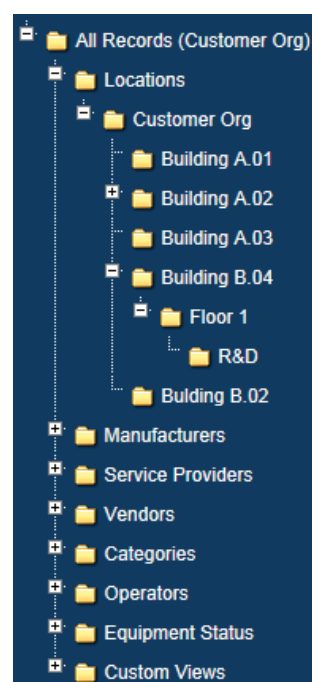 All Records (Customer Org)
Locations
Customer Org
Building A.01
Building A.02
Building A.03
Building B.04
Floor 1
R&D
Bulding B.02
Manufacturers
Service Providers
Vendors
Categories
Operators
Equipment Status
Custom Views